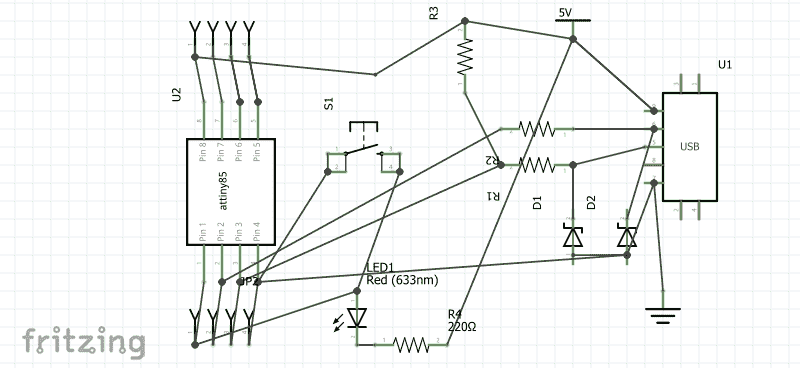 5V
R3
U1
U2
S1
Pin 8
Pin 7
Pin 6
Pin 5
USB
attiny85
R2
R1
D1
D2
Pin 1
Pin 2
Pin 3
Pin 4
JP2
LED1
Red (633nm)
R4
220Ω
fritzing